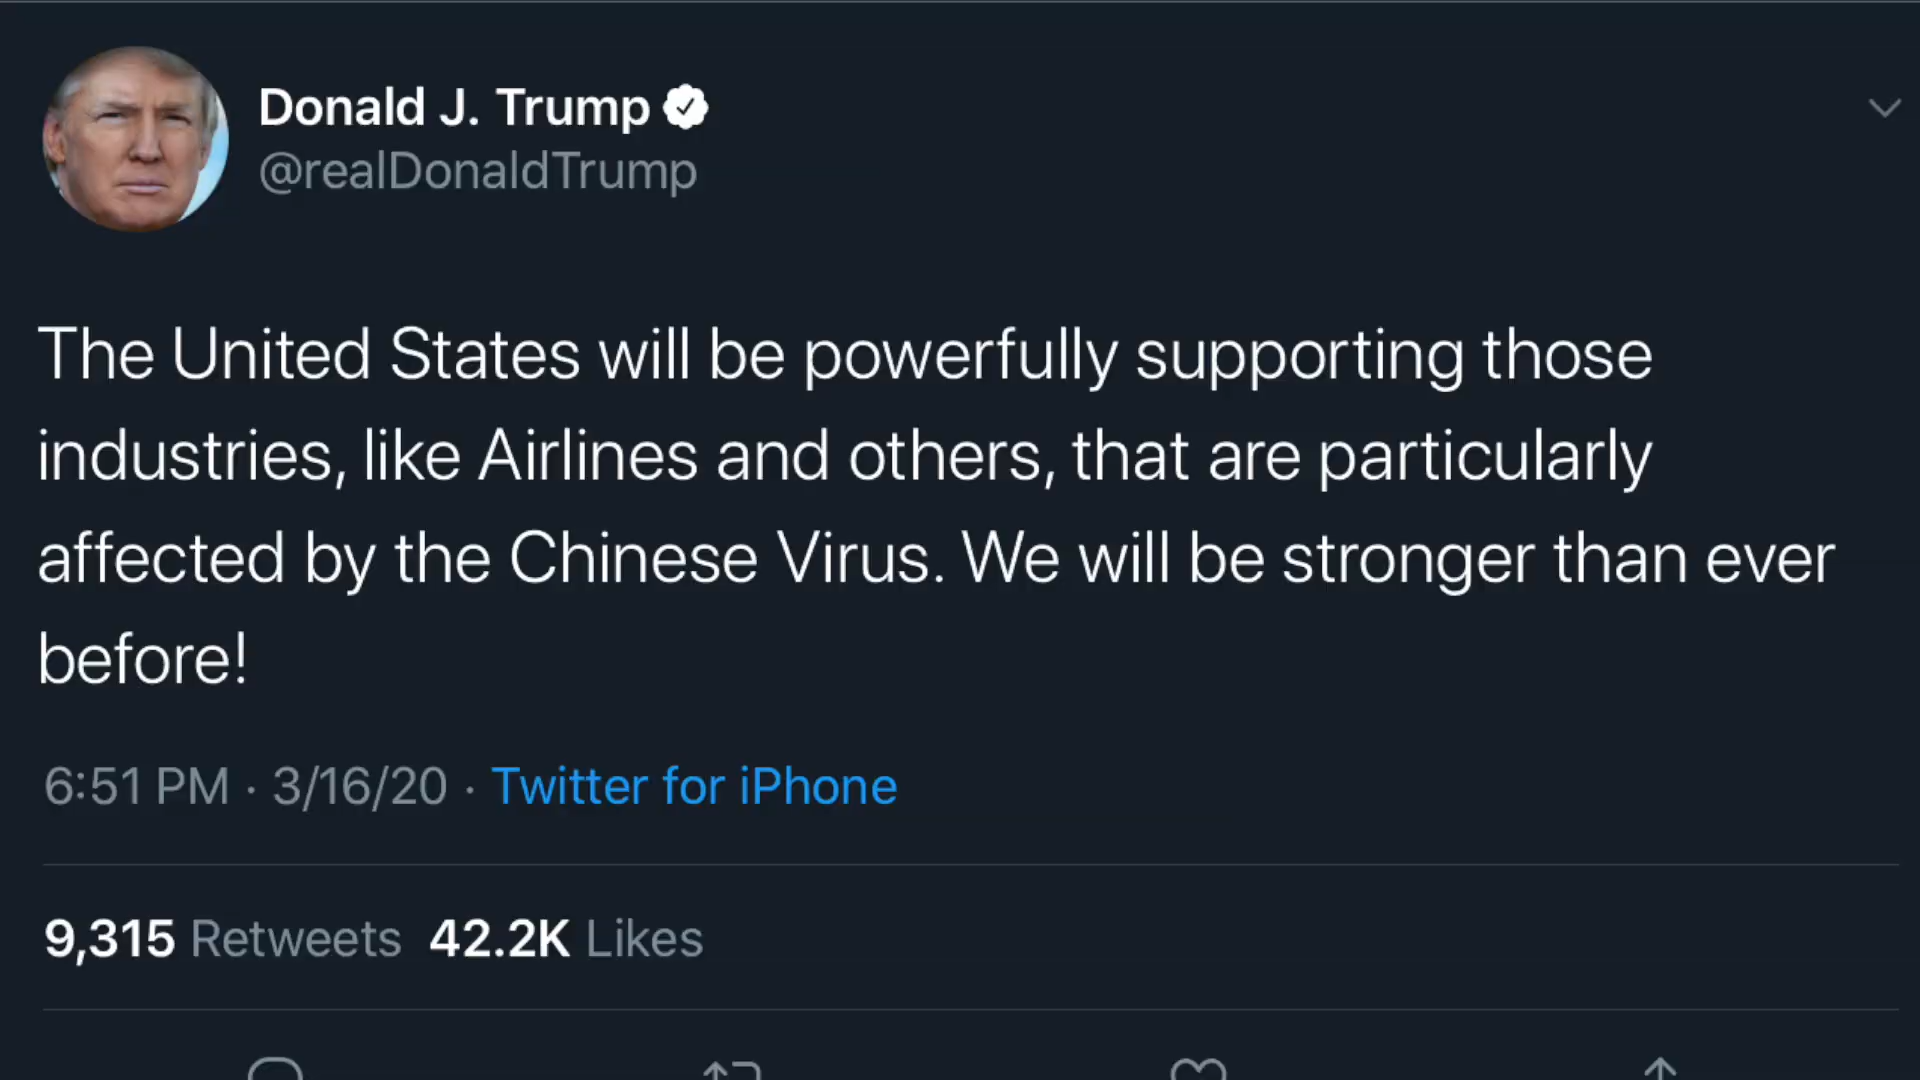 Donald J. Trump
@realDonaldTrump
The United States will be powerfully supporting those
industries, like Airlines and others, that are particularly
affected by the Chinese Virus. We will be stronger than ever
before!
6:51 PM · 3/16/20 · Twitter for iPhone
9,315 Retweets 42.2K Likes